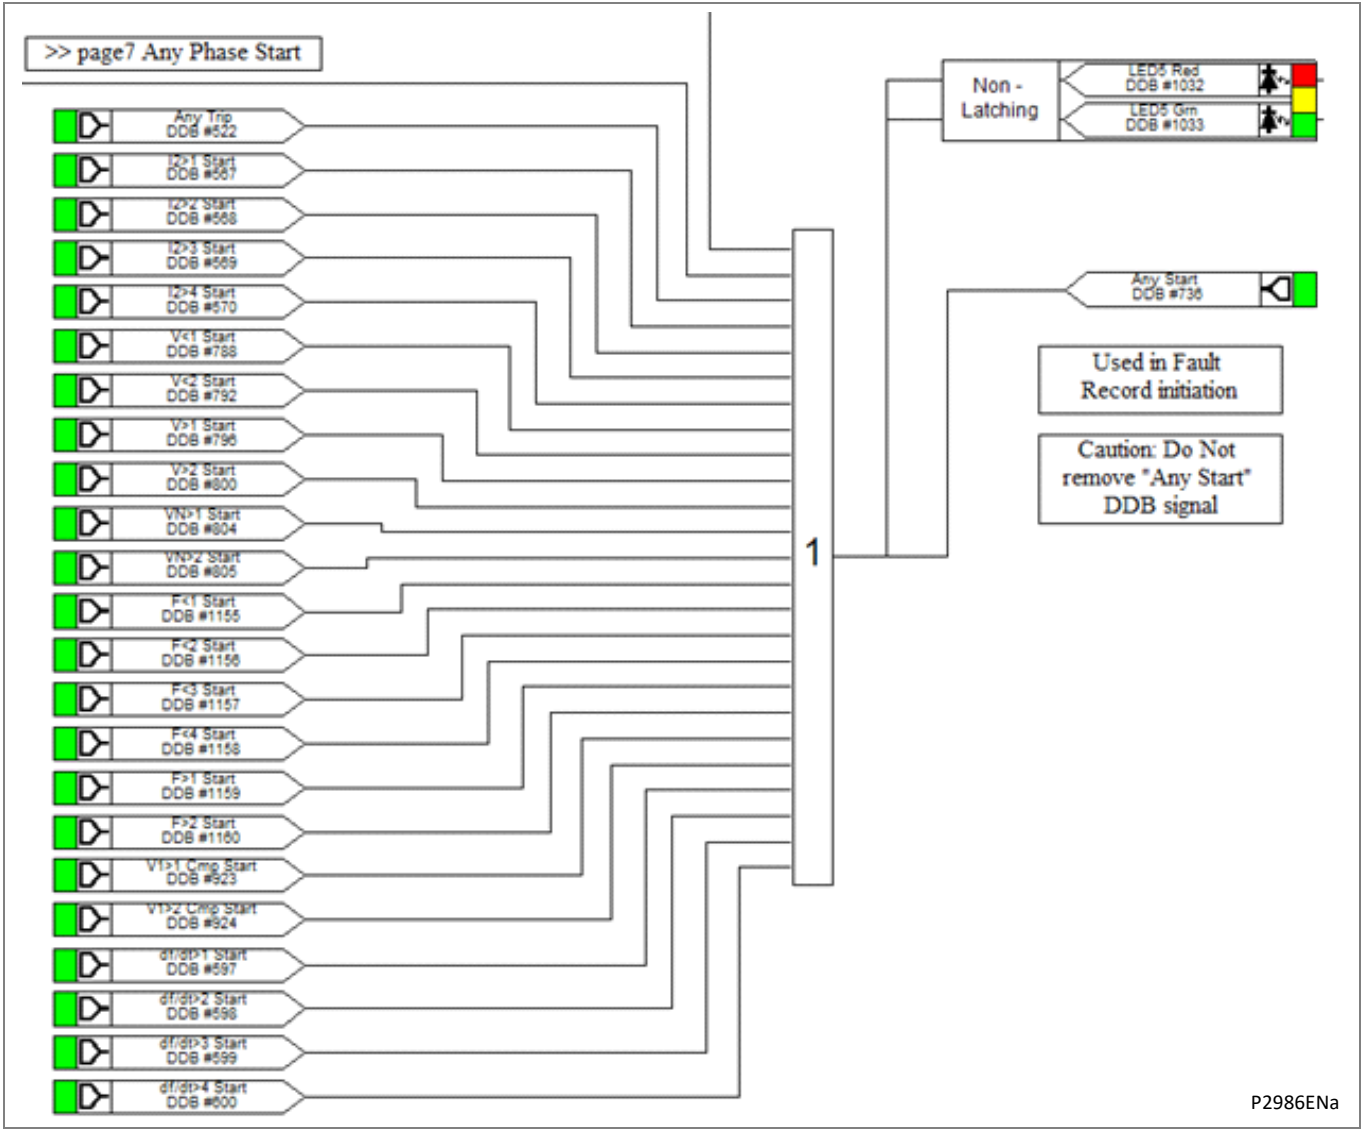 >> page7 Any Phase Start
Any Trip
DDB #522
I2>1 Start
DDB #567
I2>2 Start
DDB #568
I2>3 Start
DDB #569
I2>4 Start
DDB #570
V<1 Start
DDB #788
V<2 Start
DDB #792
V>1 Start
DDB #796
V>2 Start
DDB #800
VN>1 Start
DDB #804
VN>2 Start
DDB #805
F<1 Start
DDB #1155
F<2 Start
DDB #1156
F<3 Start
DDB #1157
F<4 Start
DDB #1158
F>1 Start
DDB #1159
F>2 Start
DDB #1160
V1>1 Cmp Start
DDB #923
V1>2 Cmp Start
DDB #924
df/dt>1 Start
DDB #597
df/dt>2 Start
DDB #598
df/dt>3 Start
DDB #599
df/dt>4 Start
DDB #600
1
Non -
Latching
LED5 Red
DDB #1032
LED5 Grn
DDB #1033
Any Start
DDB #736
Used in Fault
Record initiation
Caution: Do Not
remove "Any Start"
DDB signal
P2986ENa